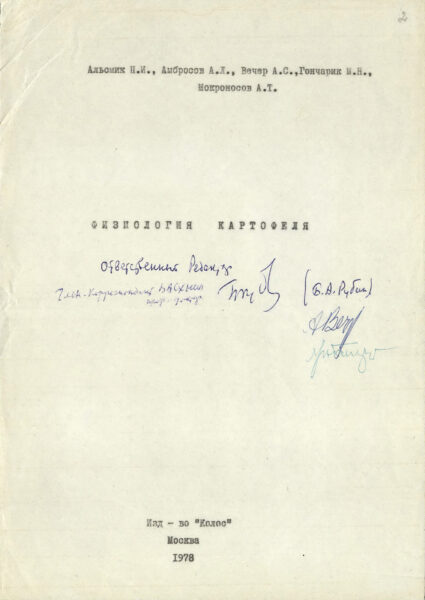 2
Альсмик П.И., Амбросов А.Л., Вечер А.С.,Гончарик М.Н.,
Мокроносов А.Т.
ФИЗИОЛОГИЯ КАРТОФЕЛЯ
Ответственный Редактор
Член-Корреспондент ВАСХНИЛ
(Б.А. Рубин)
Изд - во "Колос"
Москва
1978